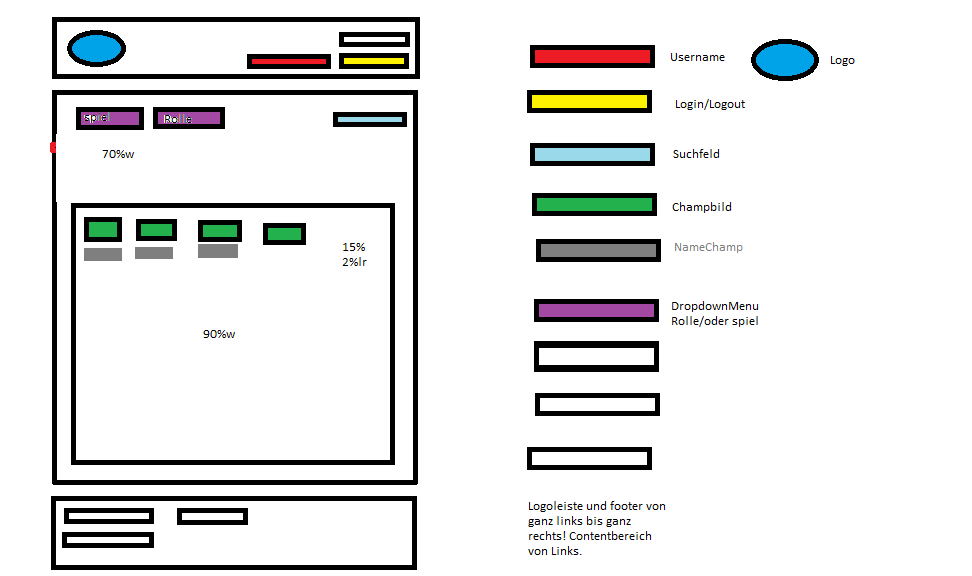 spiel
Rolle
70%w
15%
2%lr
90%w
Username
Logo
Login/Logout
Suchfeld
Champbild
NameChamp
DropdownMenu
Rolle/oder spiel
Logoleiste und footer von
ganz links bis ganz
rechts! Contentbereich
von Links.